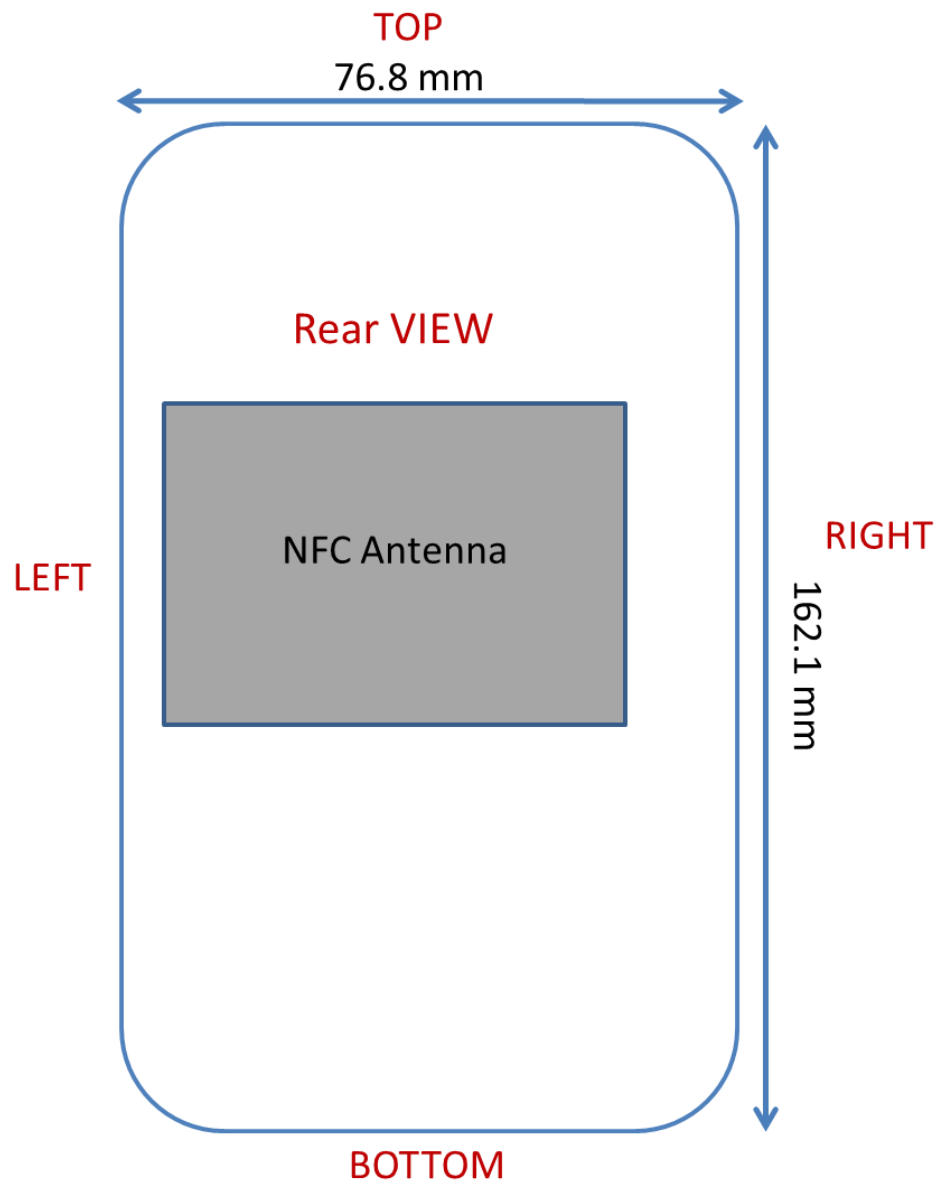 TOP
76.8 mm
Rear VIEW
NFC Antenna
LEFT
RIGHT
162.1 mm
BOTTOM